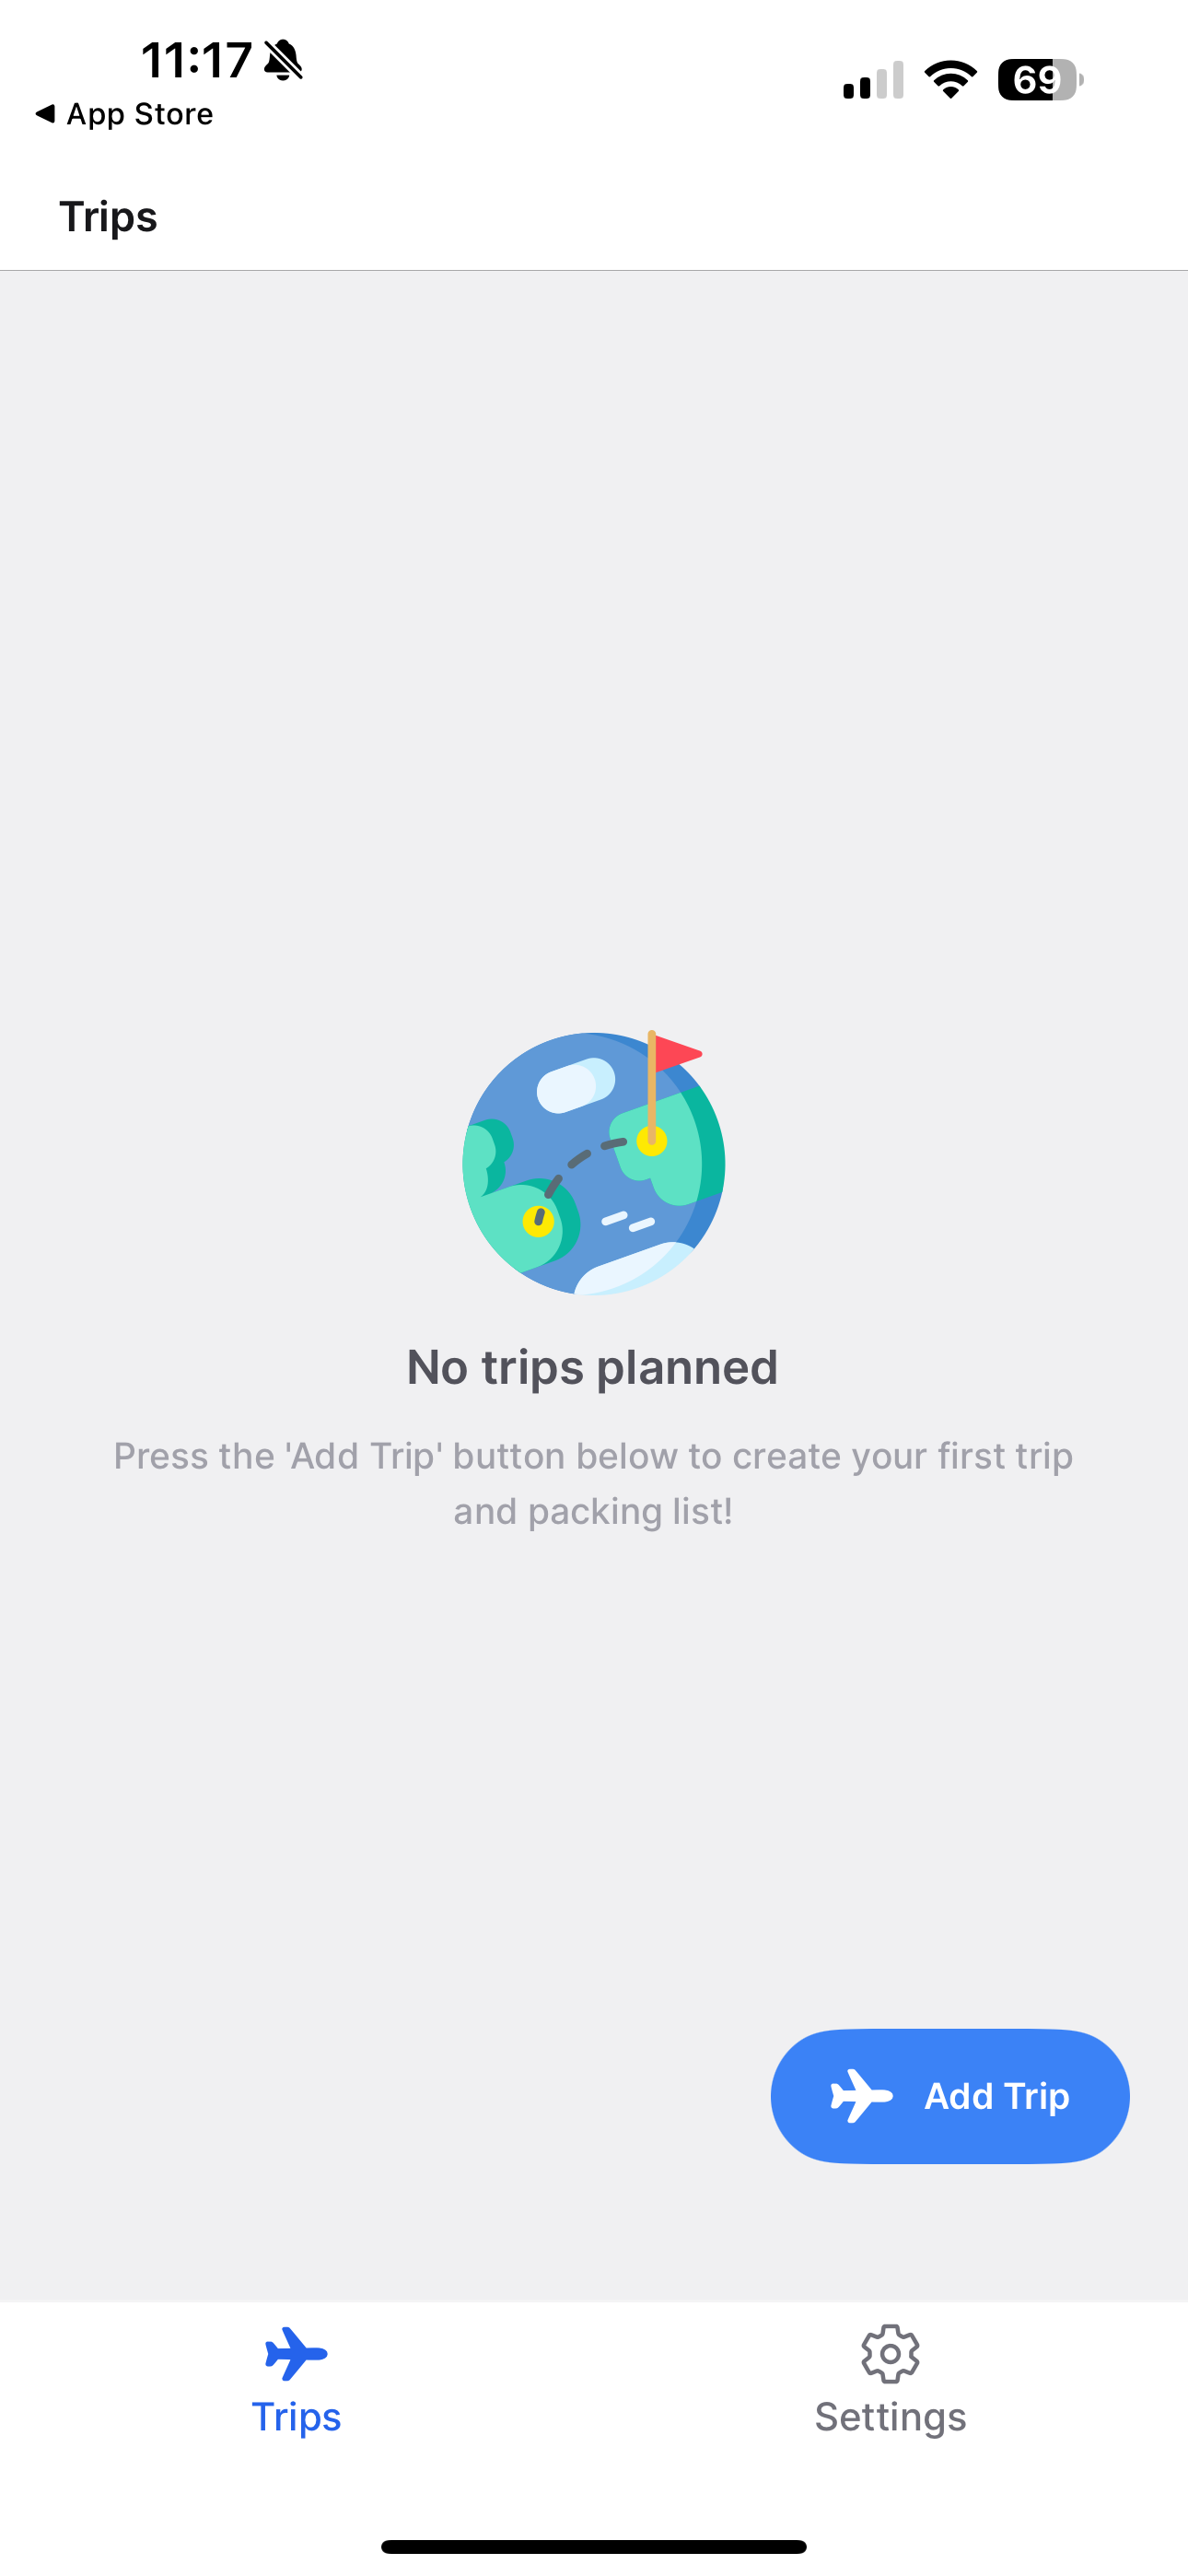 11:17
69
App Store
Trips
No trips planned
Press the 'Add Trip' button below to create your first trip
and packing list!
Add Trip
Trips
Settings